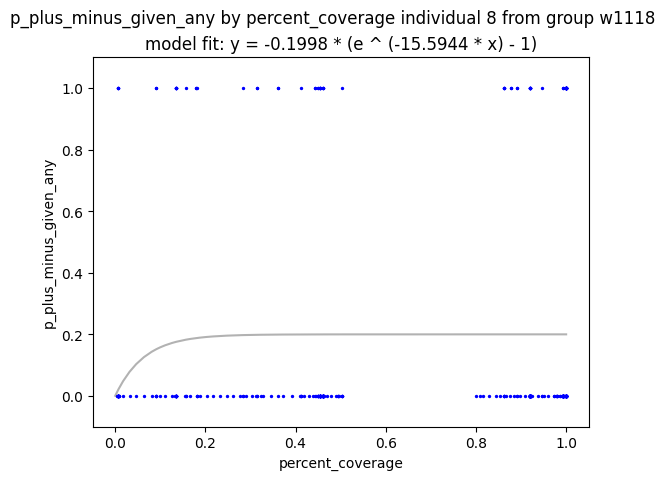 p_plus_minus_given_any by percent_coverage individual 8 from group w1118
model fit: y = -0.1998 * (e ^ (-15.5944 * x) - 1)
1.0
0.8
0.6
0.4
0.2
0.0
p_plus_minus_given_any
0.0 0.2 0.4 0.6 0.8 1.0
percent_coverage